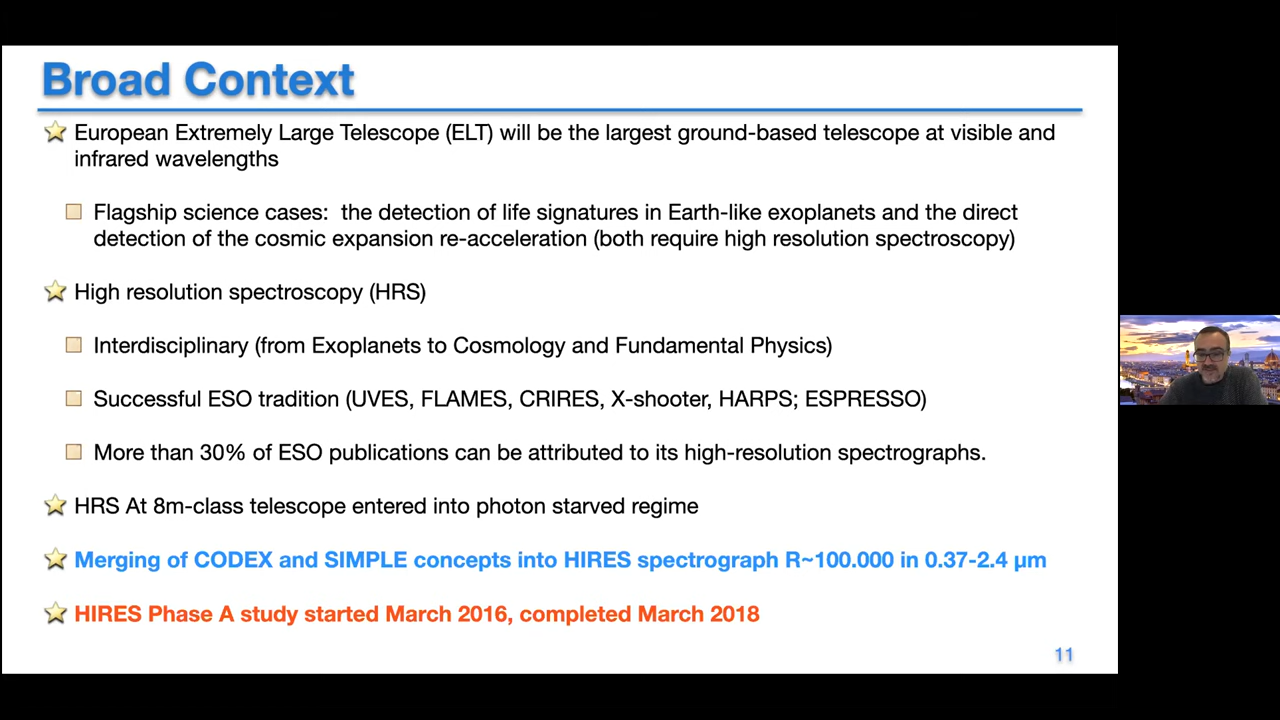 Broad Context
European Extremely Large Telescope (ELT) will be the largest ground-based telescope at visible and
infrared wavelengths
Flagship science cases:  the detection of life signatures in Earth-like exoplanets and the direct
detection of the cosmic expansion re-acceleration (both require high resolution spectroscopy)
High resolution spectroscopy (HRS)
Interdisciplinary (from Exoplanets to Cosmology and Fundamental Physics)
Successful ESO tradition (UVES, FLAMES, CRIRES, X-shooter, HARPS; ESPRESSO)
More than 30% of ESO publications can be attributed to its high-resolution spectrographs.
HRS At 8m-class telescope entered into photon starved regime
Merging of CODEX and SIMPLE concepts into HIRES spectrograph R~100.000 in 0.37-2.4 µm
HIRES Phase A study started March 2016, completed March 2018
11